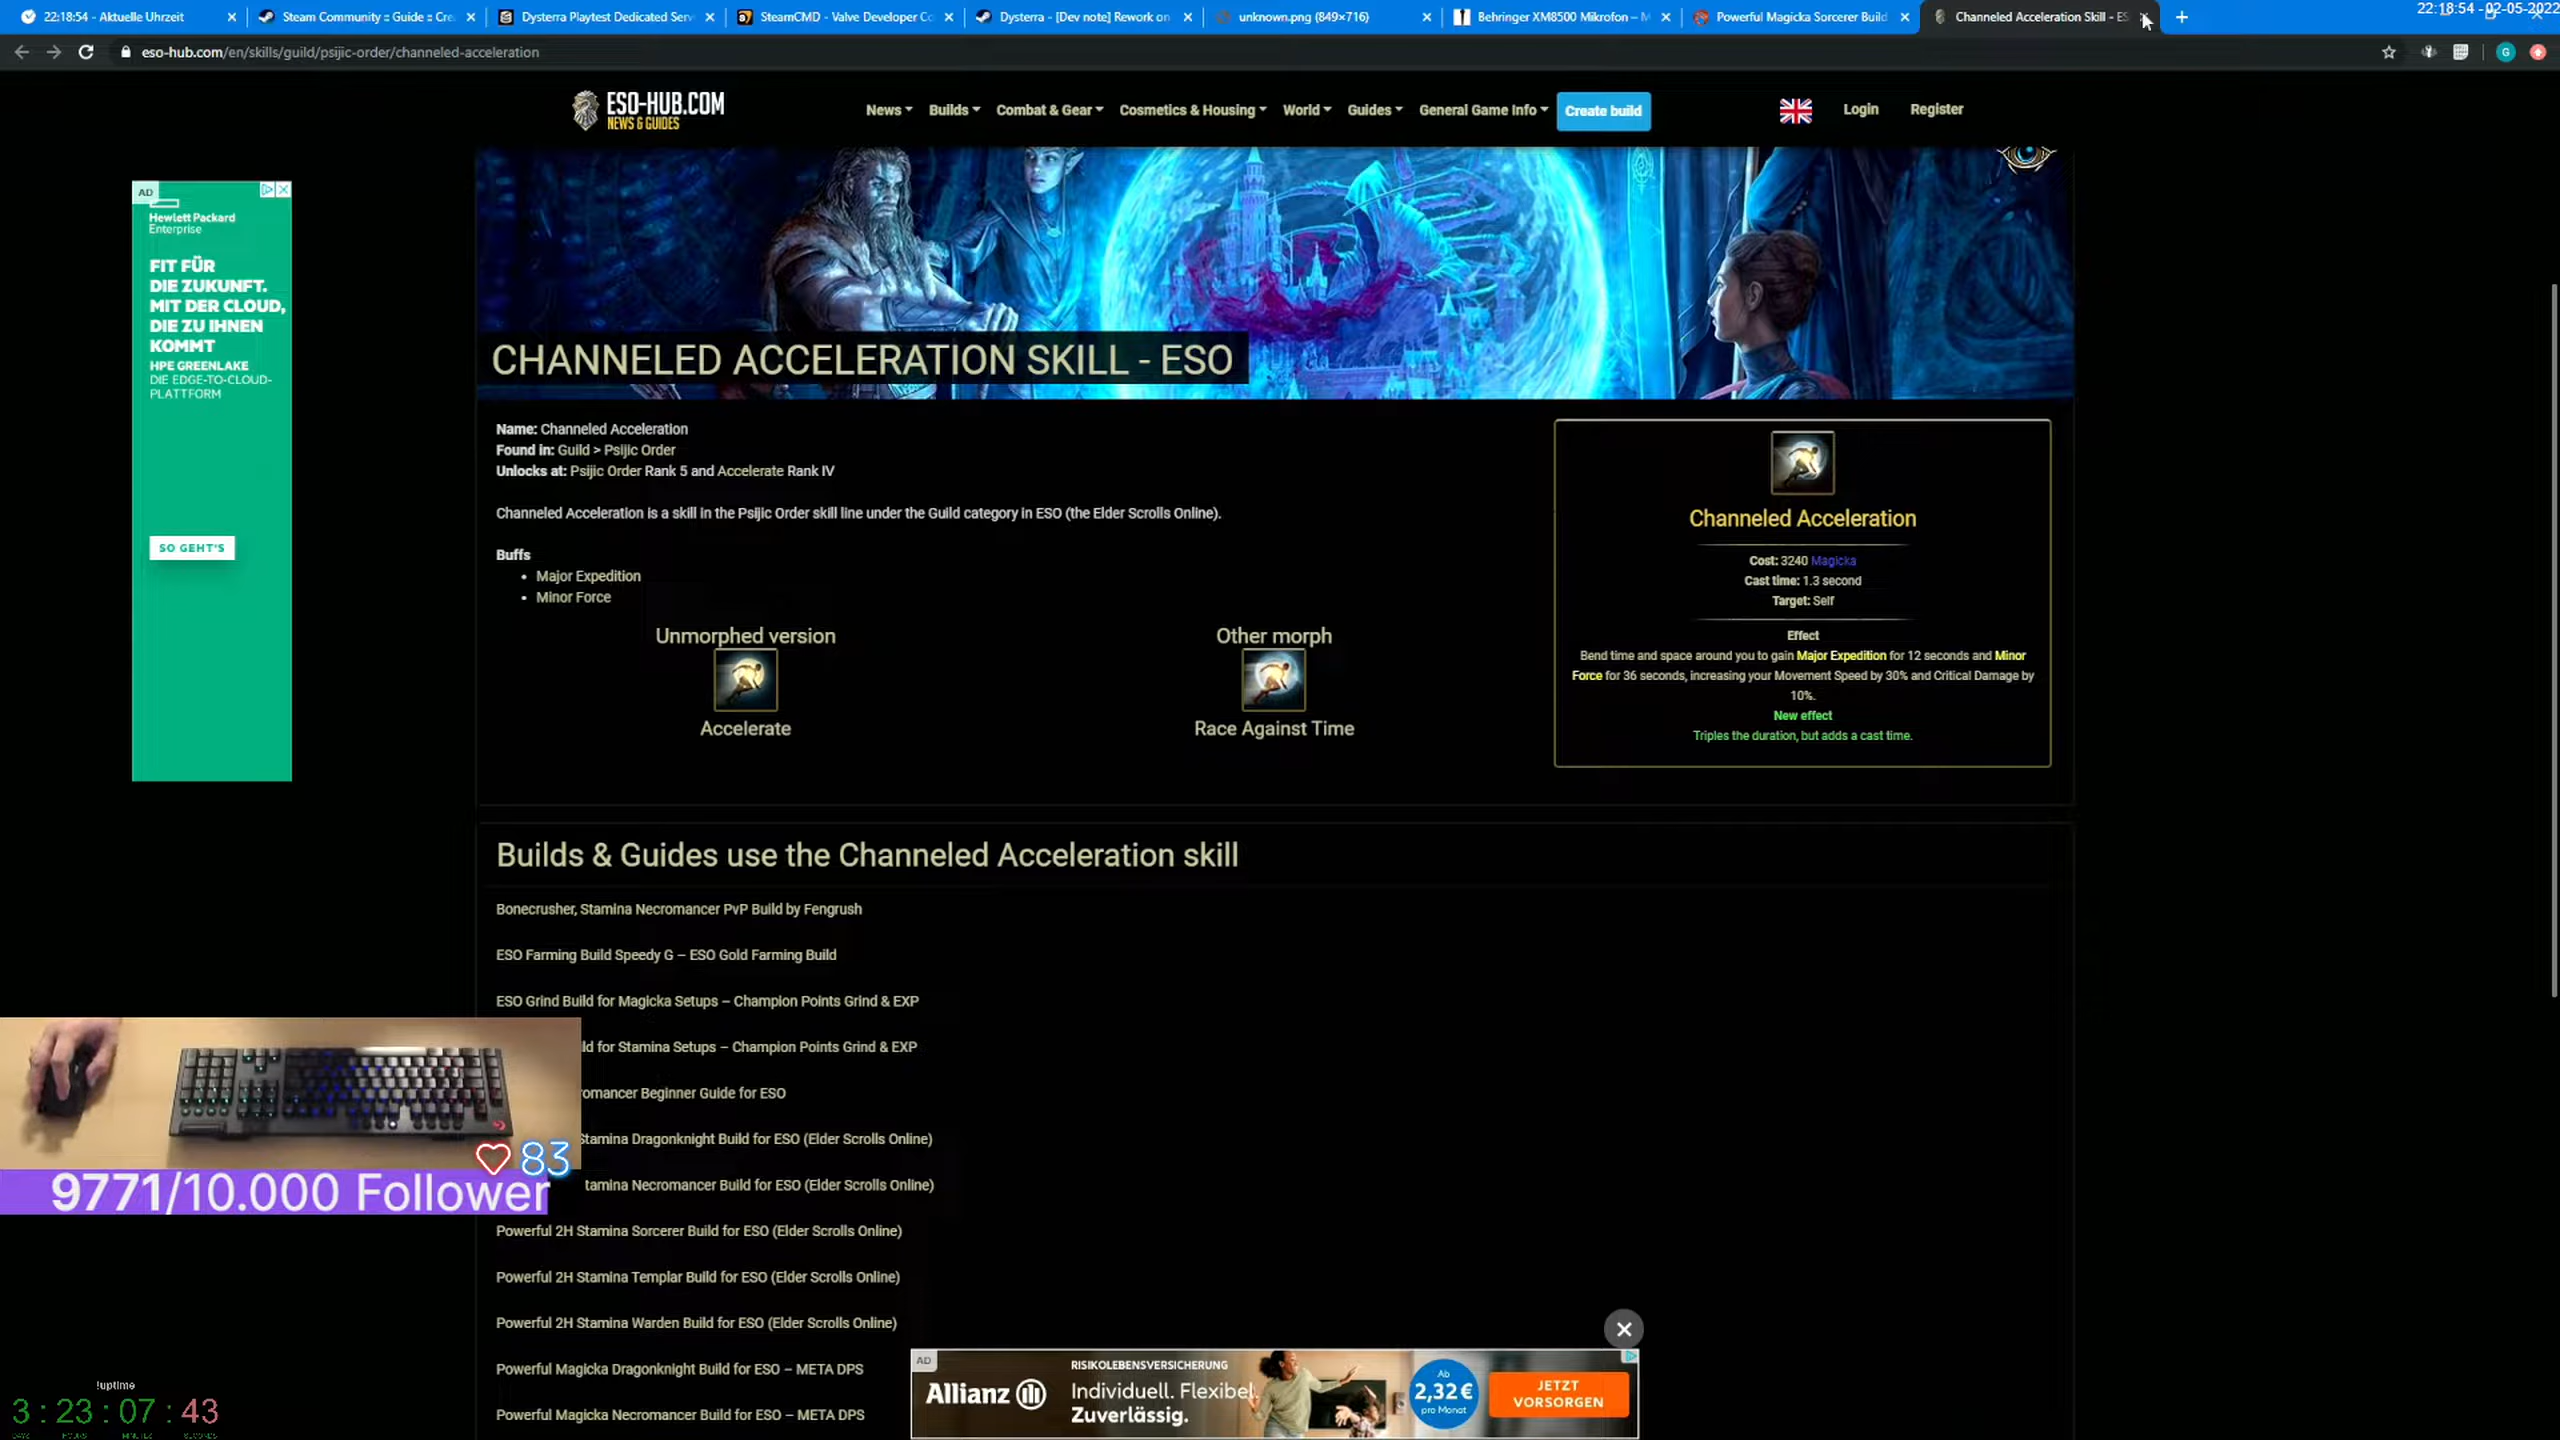 22:18:54 - Aktuelle Uhrzeit
Steam Community :: Guide :: Cre
Dysterra Playtest Dedicated Serv
SteamCMD - Valve Developer Co
Dysterra - [Dev note] Rework on
unknown.png (849×716)
Behringer XM8500 Mikrofon – M
Powerful Magicka Sorcerer Build
Channeled Acceleration Skill - ES
22:18:54 - 02-05-2022
eso-hub.com/en/skills/guild/psijic-order/channeled-acceleration
G
ESO-HUB.COM
NEWS & GUIDES
News
Builds
Combat & Gear
Cosmetics & Housing
World
Guides
General Game Info
Create build
Login
Register
AD
Hewlett Packard
Enterprise
FIT FÜR
DIE ZUKUNFT.
MIT DER CLOUD,
DIE ZU IHNEN
KOMMT
HPE GREENLAKE
DIE EDGE-TO-CLOUD-
PLATTFORM
SO GEHT'S
CHANNELED ACCELERATION SKILL - ESO
Name: Channeled Acceleration
Found in: Guild > Psijic Order
Unlocks at: Psijic Order Rank 5 and Accelerate Rank IV
Channeled Acceleration is a skill in the Psijic Order skill line under the Guild category in ESO (the Elder Scrolls Online).
Buffs
• Major Expedition
• Minor Force
Unmorphed version
Accelerate
Other morph
Race Against Time
Channeled Acceleration
Cost: 3240 Magicka
Cast time: 1.3 second
Target: Self
Effect
Bend time and space around you to gain Major Expedition for 12 seconds and Minor
Force for 36 seconds, increasing your Movement Speed by 30% and Critical Damage by
10%.
New effect
Triples the duration, but adds a cast time.
Builds & Guides use the Channeled Acceleration skill
Bonecrusher, Stamina Necromancer PvP Build by Fengrush
ESO Farming Build Speedy G – ESO Gold Farming Build
ESO Grind Build for Magicka Setups – Champion Points Grind & EXP
ld for Stamina Setups – Champion Points Grind & EXP
omancer Beginner Guide for ESO
Stamina Dragonknight Build for ESO (Elder Scrolls Online)
tamina Necromancer Build for ESO (Elder Scrolls Online)
Powerful 2H Stamina Sorcerer Build for ESO (Elder Scrolls Online)
Powerful 2H Stamina Templar Build for ESO (Elder Scrolls Online)
Powerful 2H Stamina Warden Build for ESO (Elder Scrolls Online)
Powerful Magicka Dragonknight Build for ESO – META DPS
Powerful Magicka Necromancer Build for ESO – META DPS
83
9771/10.000 Follower
!uptime
3 : 23 : 07 : 43
DAYS HOURS MINUTES SECONDS
AD
Allianz
RISIKOLEBENSVERSICHERUNG
Individuell. Flexibel.
Zuverlässig.
Ab
2,32 €
pro Monat
JETZT
VORSORGEN